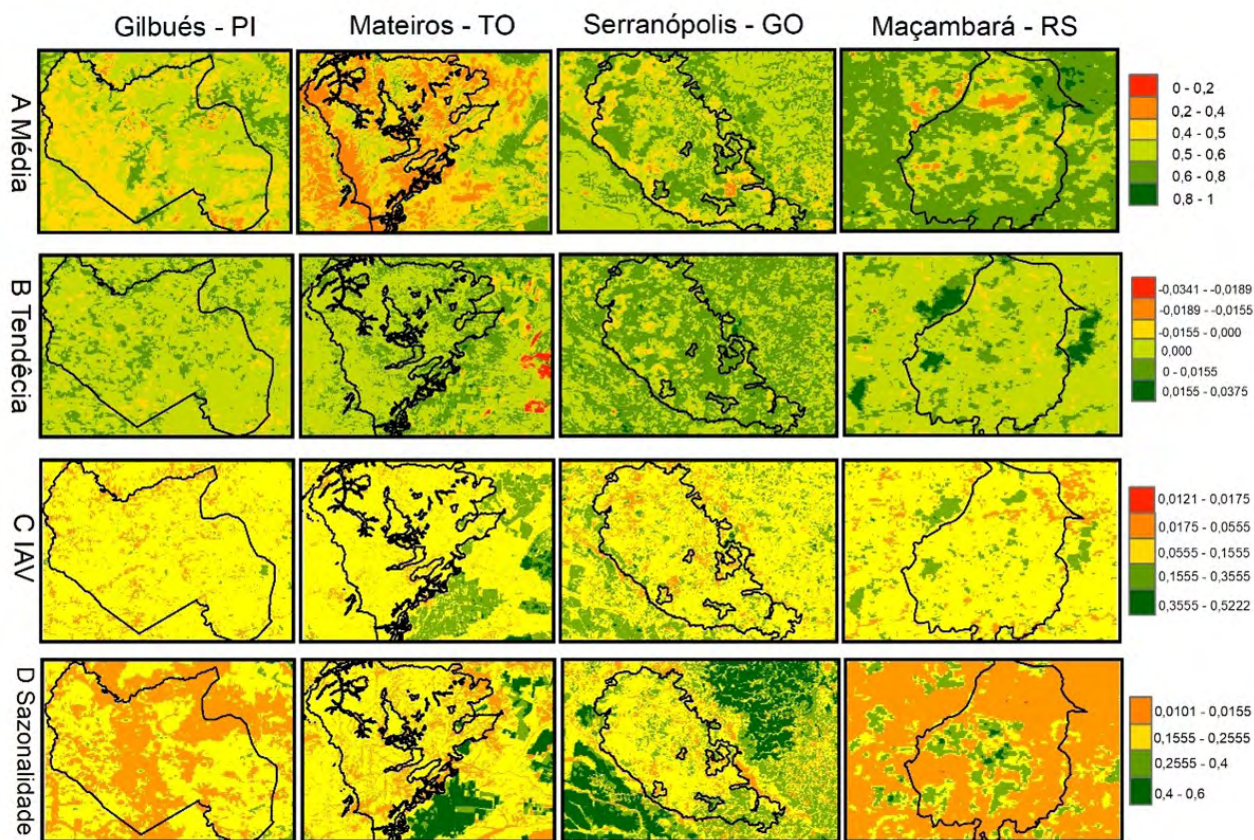 Gilbués - PI
Mateiros - TO
Serranópolis - GO
Maçambará - RS
A Média
0 - 0,2
0,2 - 0,4
0,4 - 0,5
0,5 - 0,6
0,6 - 0,8
0,8 - 1
B Tendêcia
-0,0341 - -0,0189
-0,0189 - -0,0155
-0,0155 - 0,000
0,000
0 - 0,0155
0,0155 - 0,0375
C IAV
0,0121 - 0,0175
0,0175 - 0,0555
0,0555 - 0,1555
0,1555 - 0,3555
0,3555 - 0,5222
D Sazonalidade
0,0101 - 0,0155
0,1555 - 0,2555
0,2555 - 0,4
0,4 - 0,6